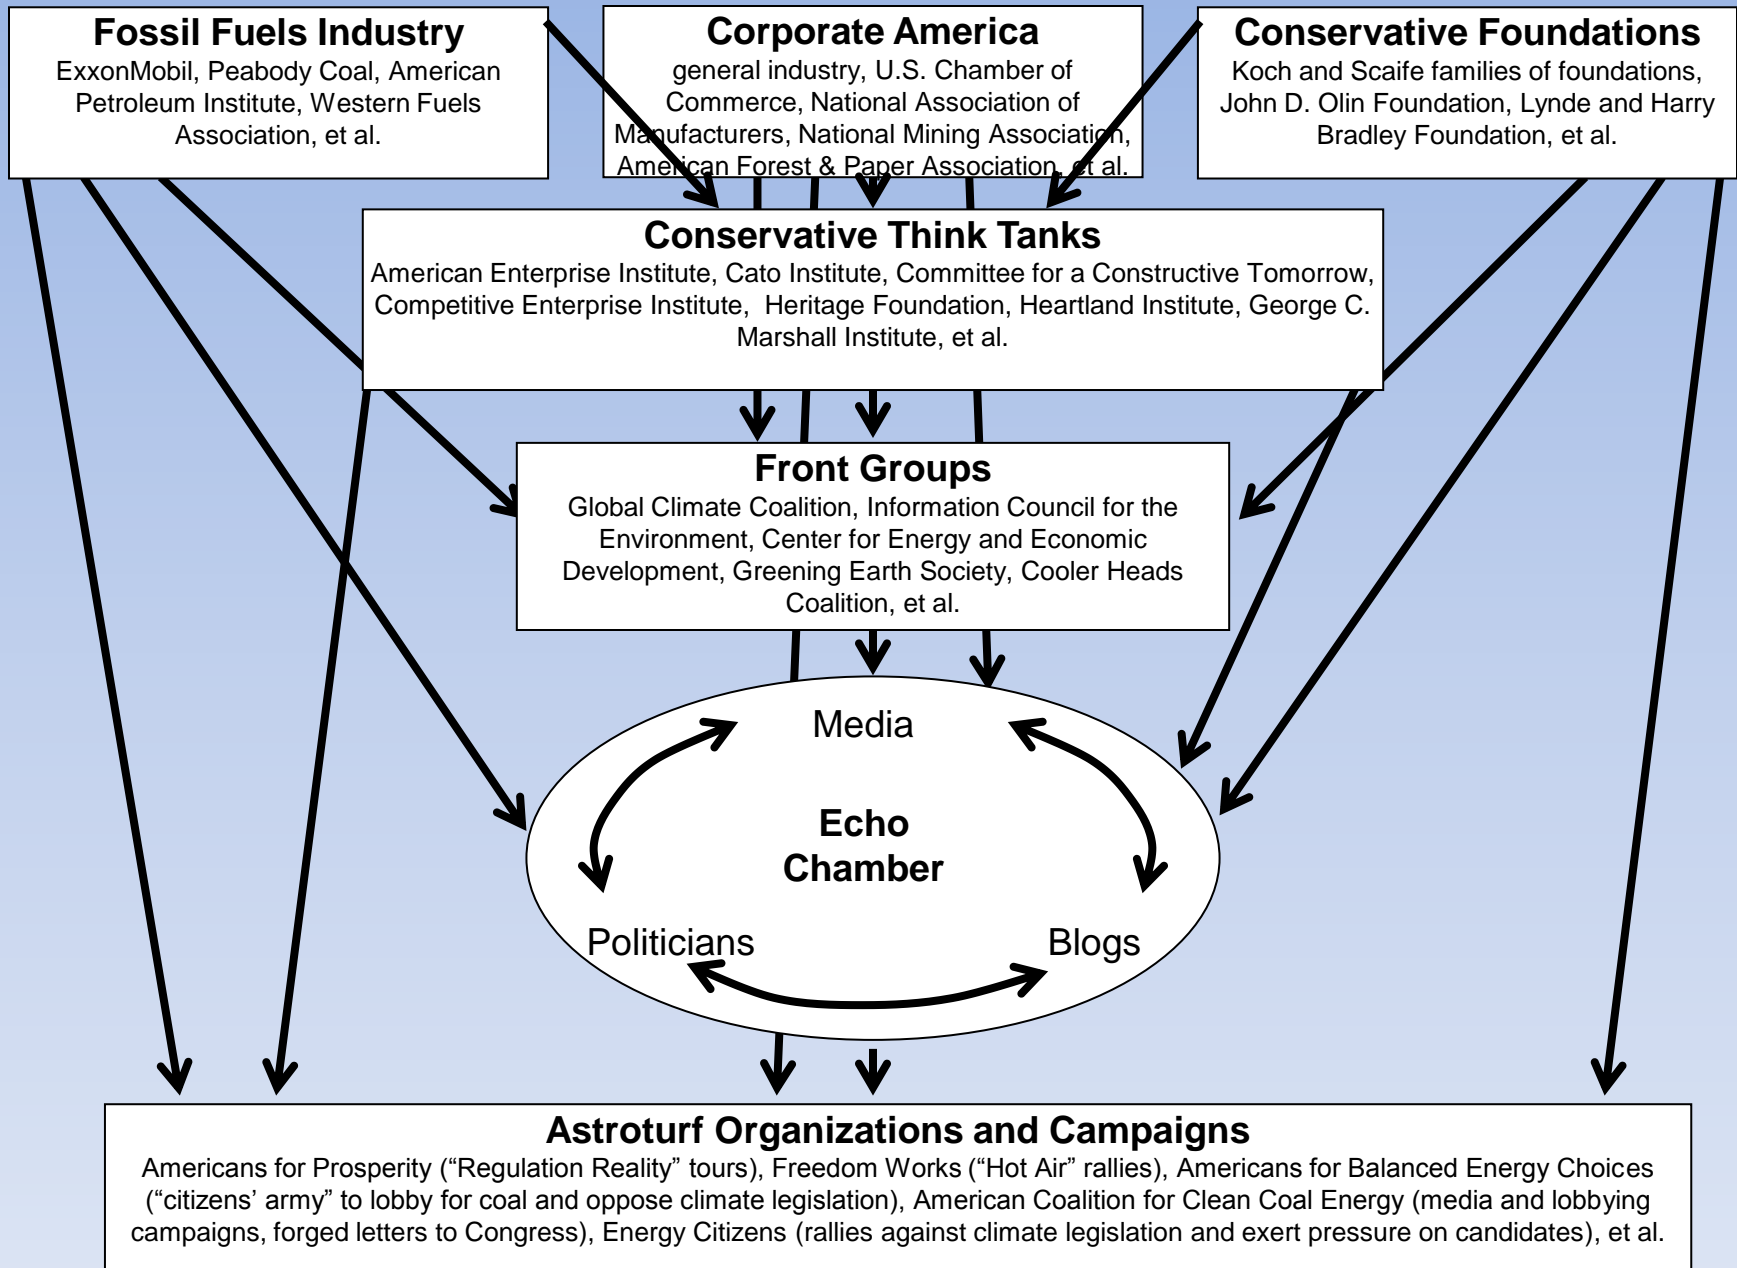 Fossil Fuels Industry
ExxonMobil, Peabody Coal, American
Petroleum Institute, Western Fuels
Association, et al.
Corporate America
general industry, U.S. Chamber of
Commerce, National Association of
Manufacturers, National Mining Association,
American Forest & Paper Association, et al.
Conservative Foundations
Koch and Scaife families of foundations,
John D. Olin Foundation, Lynde and Harry
Bradley Foundation, et al.
Conservative Think Tanks
American Enterprise Institute, Cato Institute, Committee for a Constructive Tomorrow,
Competitive Enterprise Institute,  Heritage Foundation, Heartland Institute, George C.
Marshall Institute, et al.
Front Groups
Global Climate Coalition, Information Council for the
Environment, Center for Energy and Economic
Development, Greening Earth Society, Cooler Heads
Coalition, et al.
Media
Echo
Chamber
Politicians
Blogs
Astroturf Organizations and Campaigns
Americans for Prosperity (“Regulation Reality” tours), Freedom Works (“Hot Air” rallies), Americans for Balanced Energy Choices
(“citizens’ army” to lobby for coal and oppose climate legislation), American Coalition for Clean Coal Energy (media and lobbying
campaigns, forged letters to Congress), Energy Citizens (rallies against climate legislation and exert pressure on candidates), et al.